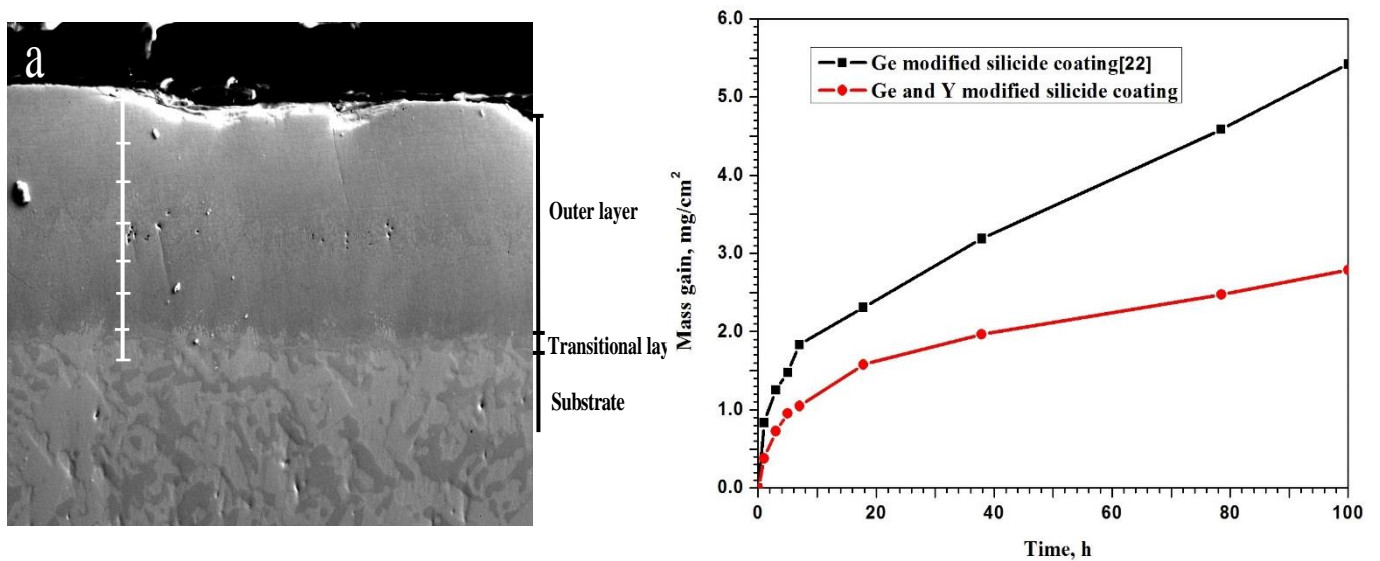 a
Outer layer
Transitional lay
Substrate
6.0
5.0
4.0
3.0
2.0
1.0
0.0
Mass gain, mg/cm²
Ge modified silicide coating[22]
Ge and Y modified silicide coating
0 20 40 60 80 100
Time, h